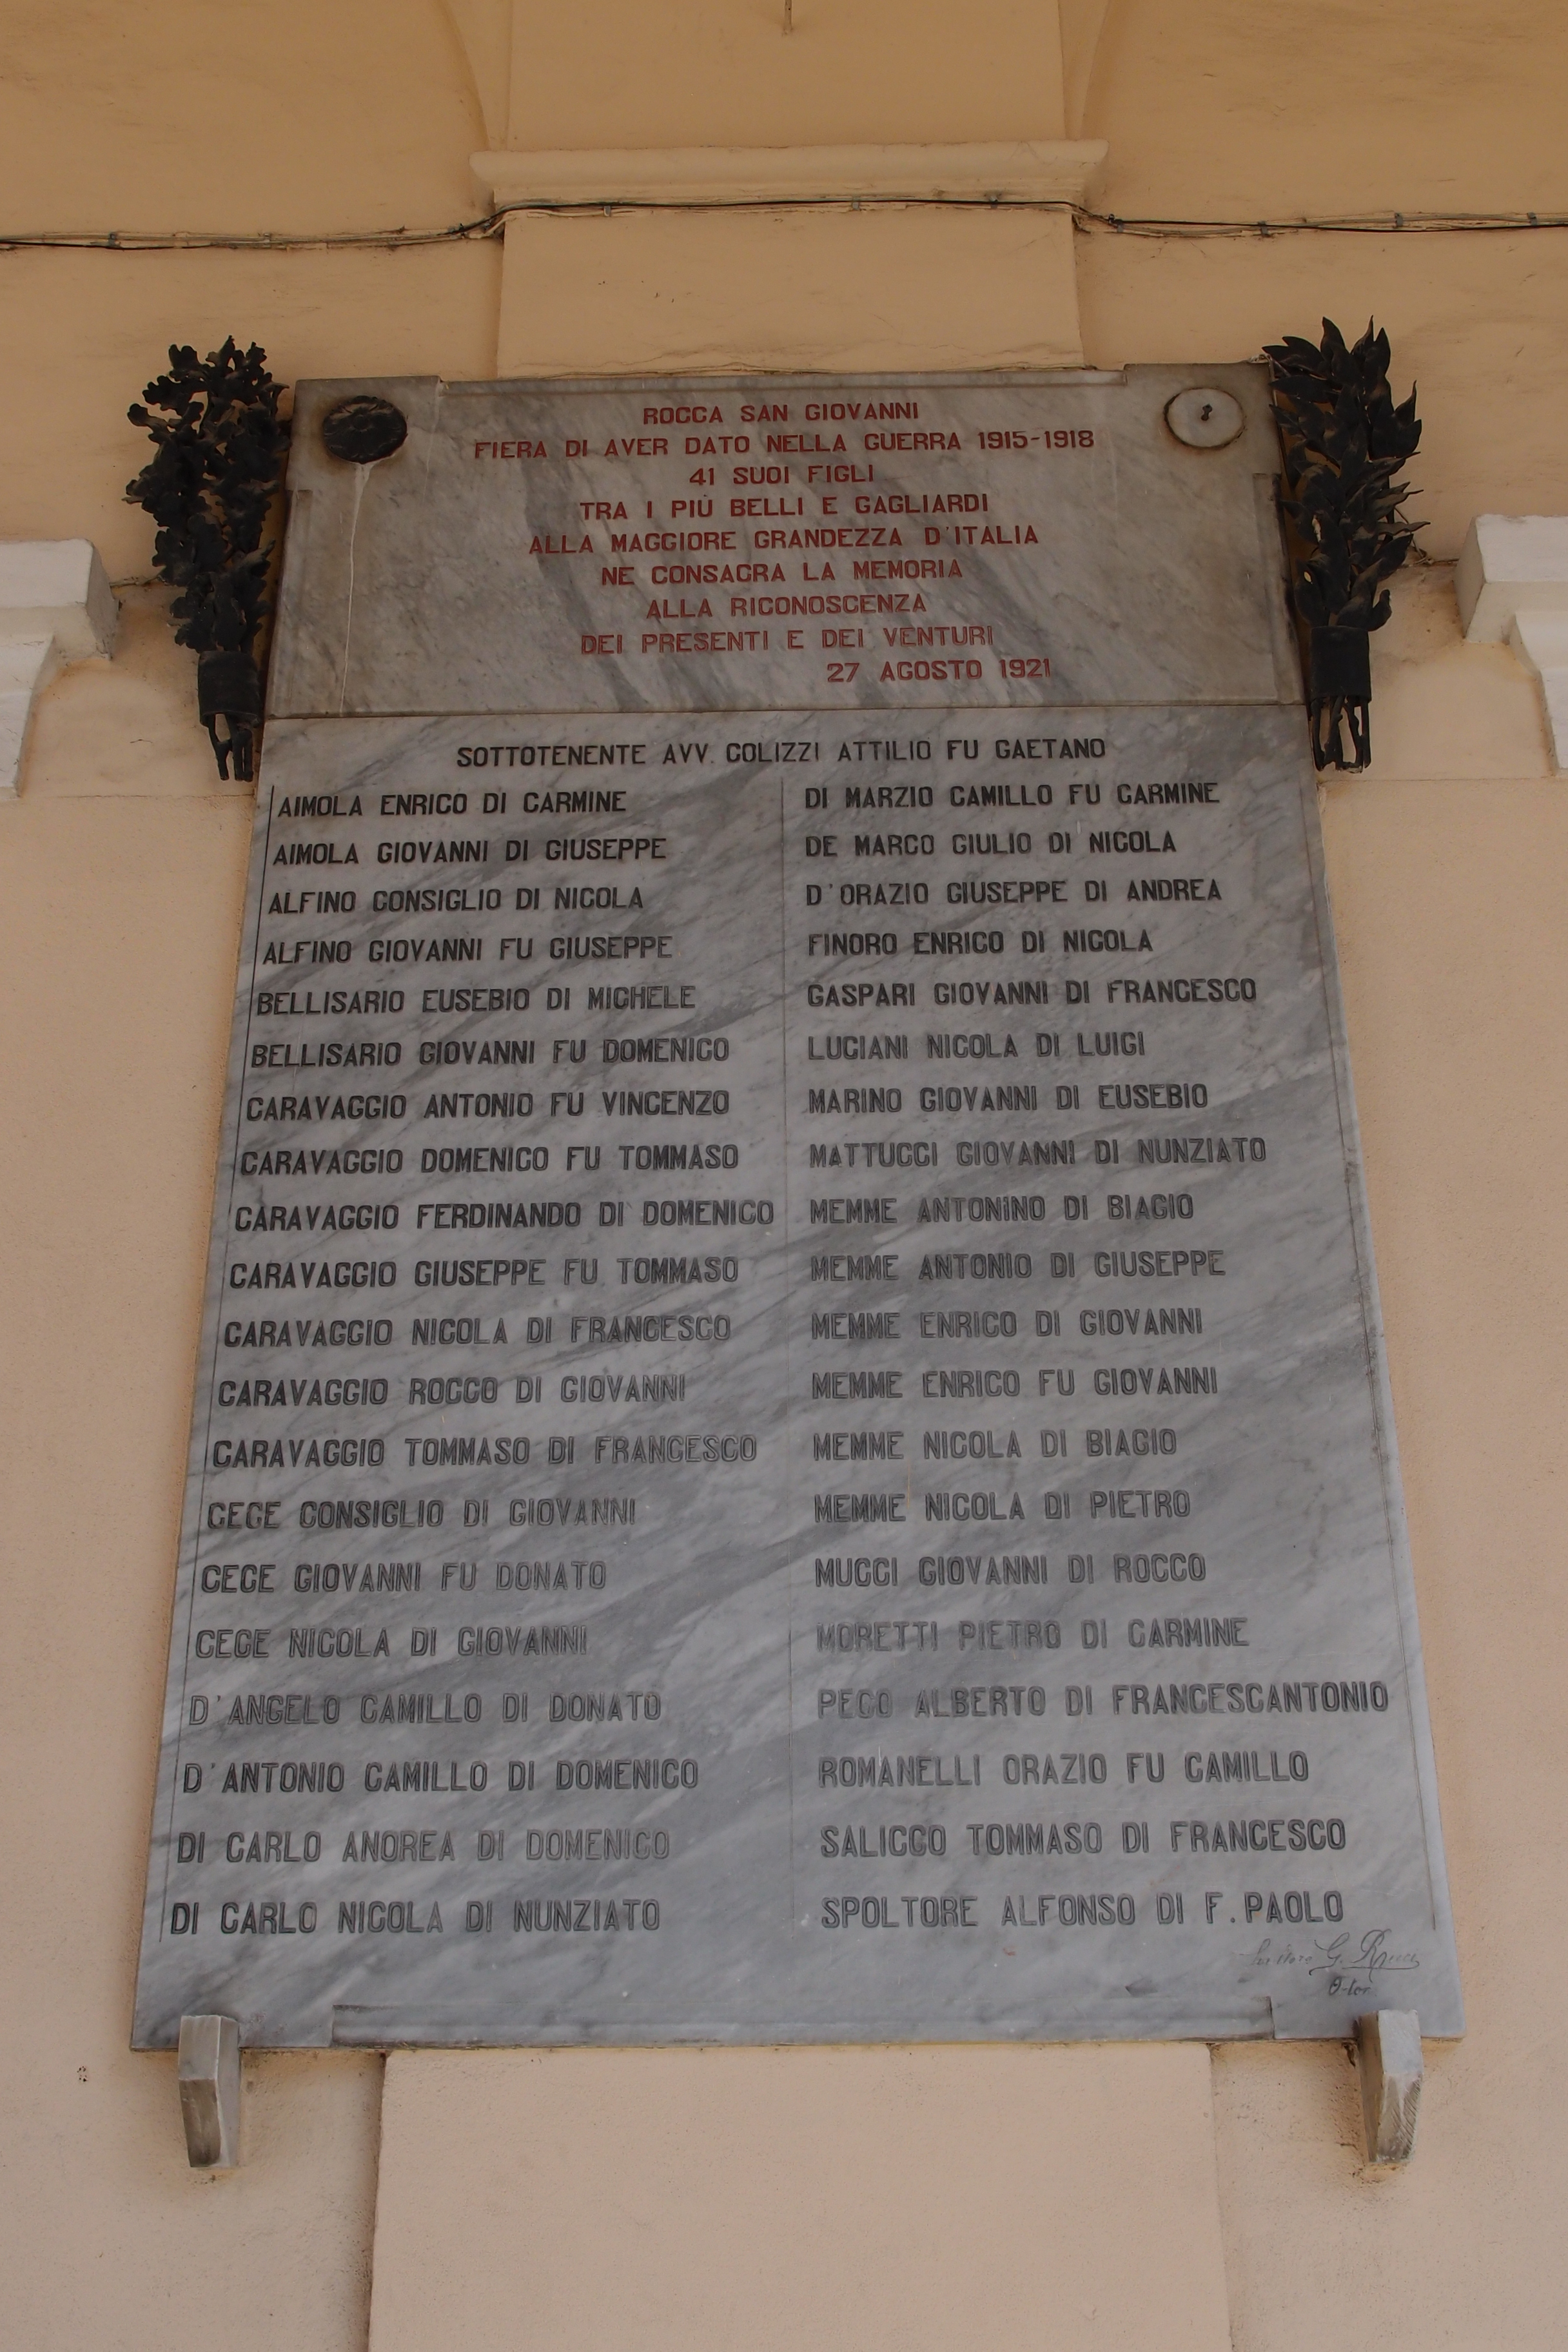 ROCCA SAN GIOVANNI
FIERA DI AVER DATO NELLA GUERRA 1915-1918
41 SUOI FIGLI
TRA I PIÙ BELLI E GAGLIARDI
ALLA MAGGIORE GRANDEZZA D'ITALIA
NE CONSACRA LA MEMORIA
ALLA RICONOSCENZA
DEI PRESENTI E DEI VENTURI
27 AGOSTO 1921
SOTTOTENENTE AVV. COLIZZI ATTILIO FU GAETANO
AIMOLA ENRICO DI CARMINE
AIMOLA GIOVANNI DI GIUSEPPE
ALFINO CONSIGLIO DI NICOLA
ALFINO GIOVANNI FU GIUSEPPE
BELLISARIO EUSEBIO DI MICHELE
BELLISARIO GIOVANNI FU DOMENICO
CARAVAGGIO ANTONIO FU VINCENZO
CARAVAGGIO DOMENICO FU TOMMASO
CARAVAGGIO FERDINANDO DI DOMENICO
CARAVAGGIO GIUSEPPE FU TOMMASO
CARAVAGGIO NICOLA DI FRANCESCO
CARAVAGGIO ROCCO DI GIOVANNI
CARAVAGGIO TOMMASO DI FRANCESCO
CECE CONSIGLIO DI GIOVANNI
CECE GIOVANNI FU DONATO
CECE NICOLA DI GIOVANNI
D'ANGELO CAMILLO DI DONATO
D'ANTONIO CAMILLO DI DOMENICO
DI CARLO ANDREA DI DOMENICO
DI CARLO NICOLA DI NUNZIATO
DI MARZIO CAMILLO FU CARMINE
DE MARCO GIULIO DI NICOLA
D'ORAZIO GIUSEPPE DI ANDREA
FINORO ENRICO DI NICOLA
GASPARI GIOVANNI DI FRANCESCO
LUCIANI NICOLA DI LUIGI
MARINO GIOVANNI DI EUSEBIO
MATTUCCI GIOVANNI DI NUNZIATO
MEMME ANTONINO DI BIAGIO
MEMME ANTONIO DI GIUSEPPE
MEMME ENRICO DI GIOVANNI
MEMME ENRICO FU GIOVANNI
MEMME NICOLA DI BIAGIO
MEMME NICOLA DI PIETRO
MUCCI GIOVANNI DI ROCCO
MORETTI PIETRO DI CARMINE
PECO ALBERTO DI FRANCESCANTONIO
ROMANELLI ORAZIO FU CAMILLO
SALICCO TOMMASO DI FRANCESCO
SPOLTORE ALFONSO DI F. PAOLO
G.